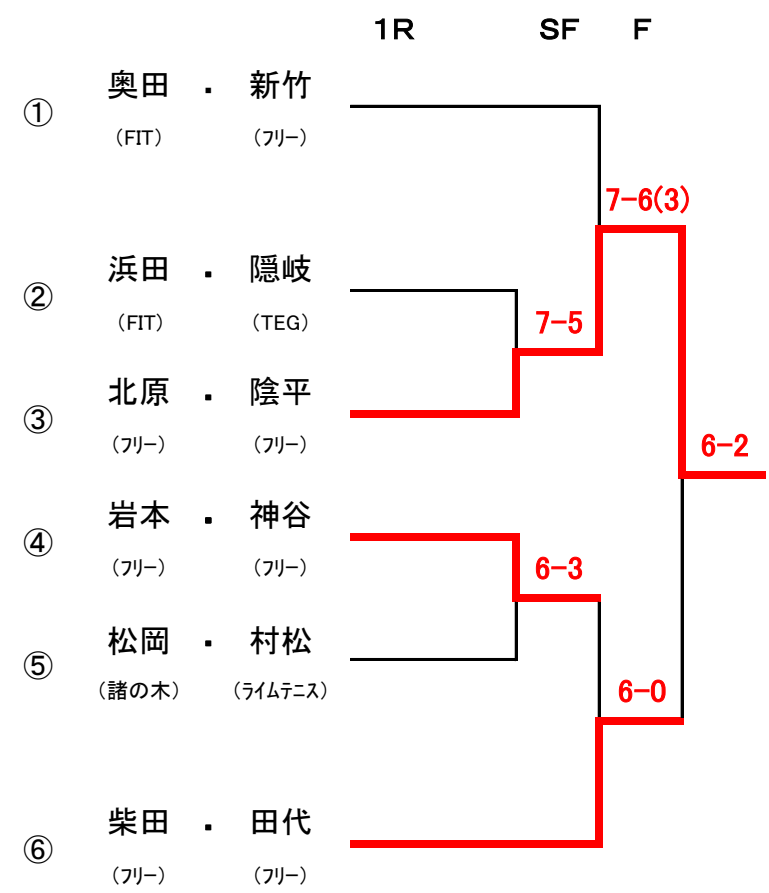 1R SF F
① 奥田 ・ 新竹
（FIT） （フリー）
7-6(3)
② 浜田 ・ 隠岐
（FIT） （TEG）
7-5
③ 北原 ・ 陰平
（フリー） （フリー）
6-2
④ 岩本 ・ 神谷
（フリー） （フリー）
6-3
⑤ 松岡 ・ 村松
（諸の木） （ライムテニス）
6-0
⑥ 柴田 ・ 田代
（フリー） （フリー）